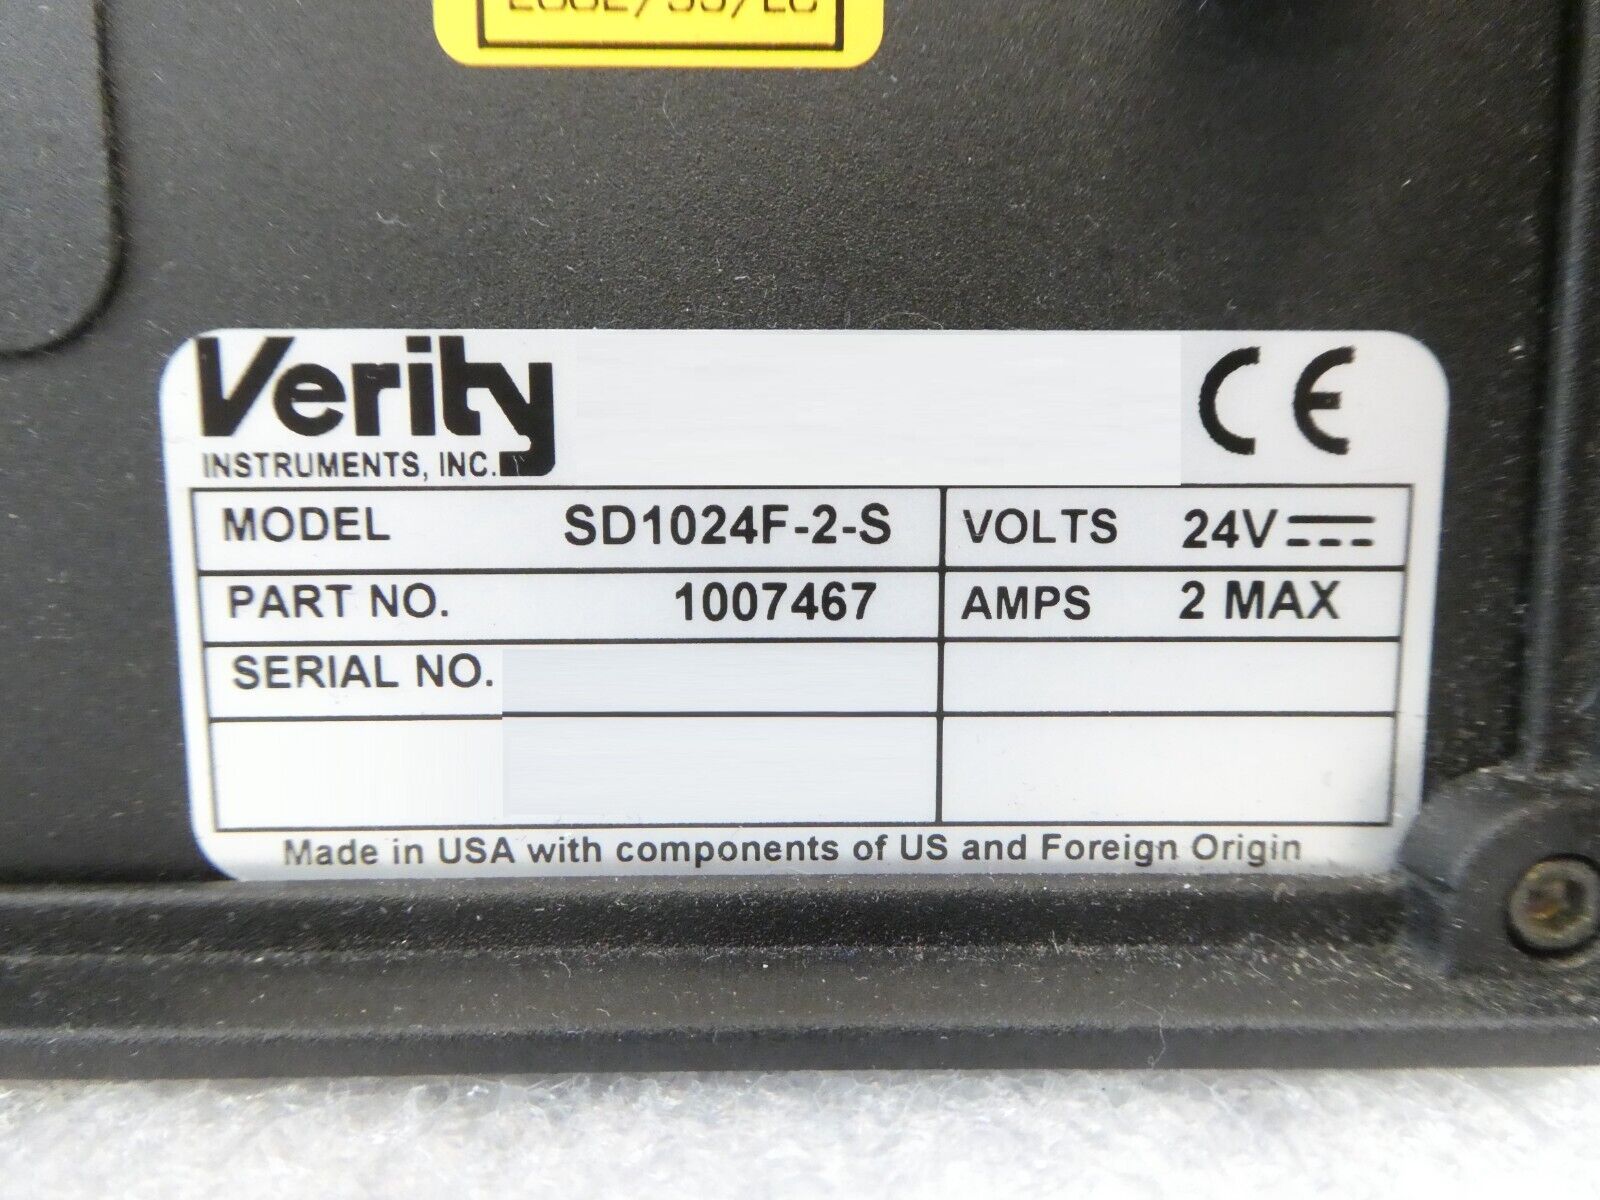 Verity
INSTRUMENTS, INC.
CE
MODEL SD1024F-2-S VOLTS 24V
PART NO. 1007467 AMPS 2 MAX
SERIAL NO.
Made in USA with components of US and Foreign Origin